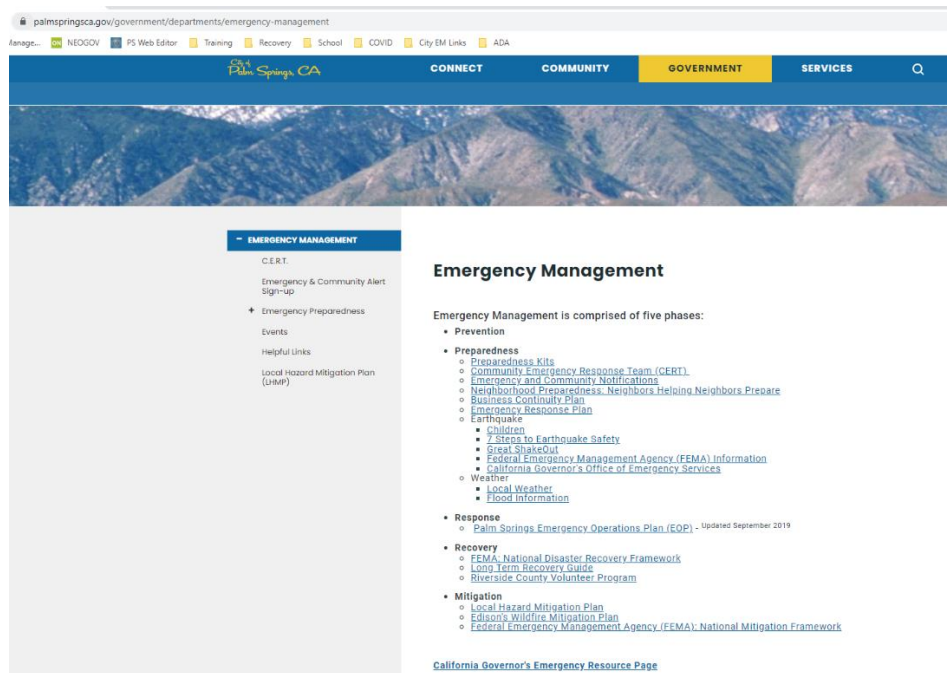 palmspringsca.gov/government/departments/emergency-management
Manage... NEOGOV PS Web Editor Training Recovery School COVID City EM Links ADA
City of
Palm Springs, CA
CONNECT COMMUNITY GOVERNMENT SERVICES
− EMERGENCY MANAGEMENT
C.E.R.T.
Emergency & Community Alert
Sign-up
+ Emergency Preparedness
Events
Helpful Links
Local Hazard Mitigation Plan
(LHMP)
Emergency Management
Emergency Management is comprised of five phases:
• Prevention
• Preparedness
Preparedness Kits
Community Emergency Response Team (CERT)
Emergency and Community Notifications
Neighborhood Preparedness: Neighbors Helping Neighbors Prepare
Business Continuity Plan
Emergency Response Plan
Earthquake
Children
7 Steps to Earthquake Safety
Great ShakeOut
Federal Emergency Management Agency (FEMA) Information
California Governor's Office of Emergency Services
Weather
Local Weather
Flood Information
• Response
Palm Springs Emergency Operations Plan (EOP) - Updated September 2019
• Recovery
FEMA: National Disaster Recovery Framework
Long Term Recovery Guide
Riverside County Volunteer Program
• Mitigation
Local Hazard Mitigation Plan
Edison's Wildfire Mitigation Plan
Federal Emergency Management Agency (FEMA): National Mitigation Framework
California Governor's Emergency Resource Page